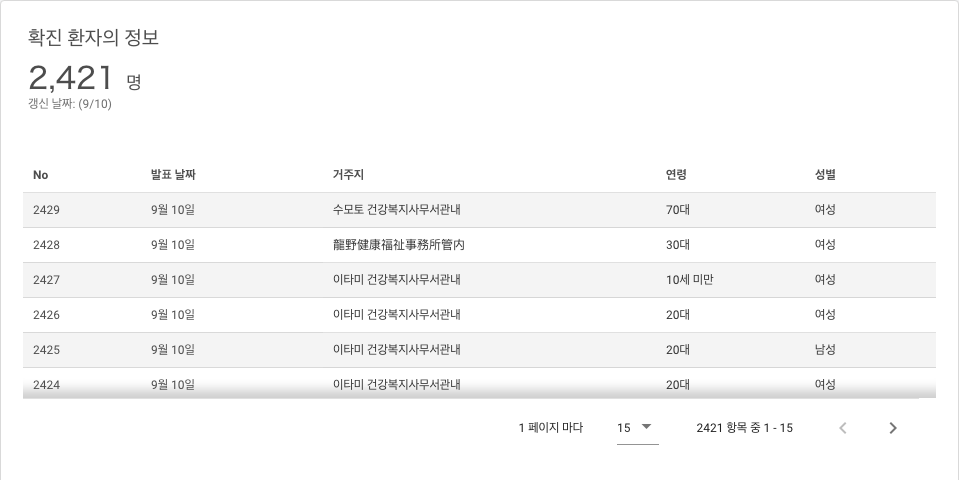 확진 환자의 정보
2,421 명
갱신 날짜: (9/10)
No 발표 날짜 거주지 연령 성별
2429 9월 10일 수모토 건강복지사무서관내 70대 여성
2428 9월 10일 龍野健康福祉事務所管内 30대 여성
2427 9월 10일 이타미 건강복지사무서관내 10세 미만 여성
2426 9월 10일 이타미 건강복지사무서관내 20대 여성
2425 9월 10일 이타미 건강복지사무서관내 20대 남성
2424 9월 10일 이타미 건강복지사무서관내 20대 여성
1 페이지 마다 15 2421 항목 중 1 - 15